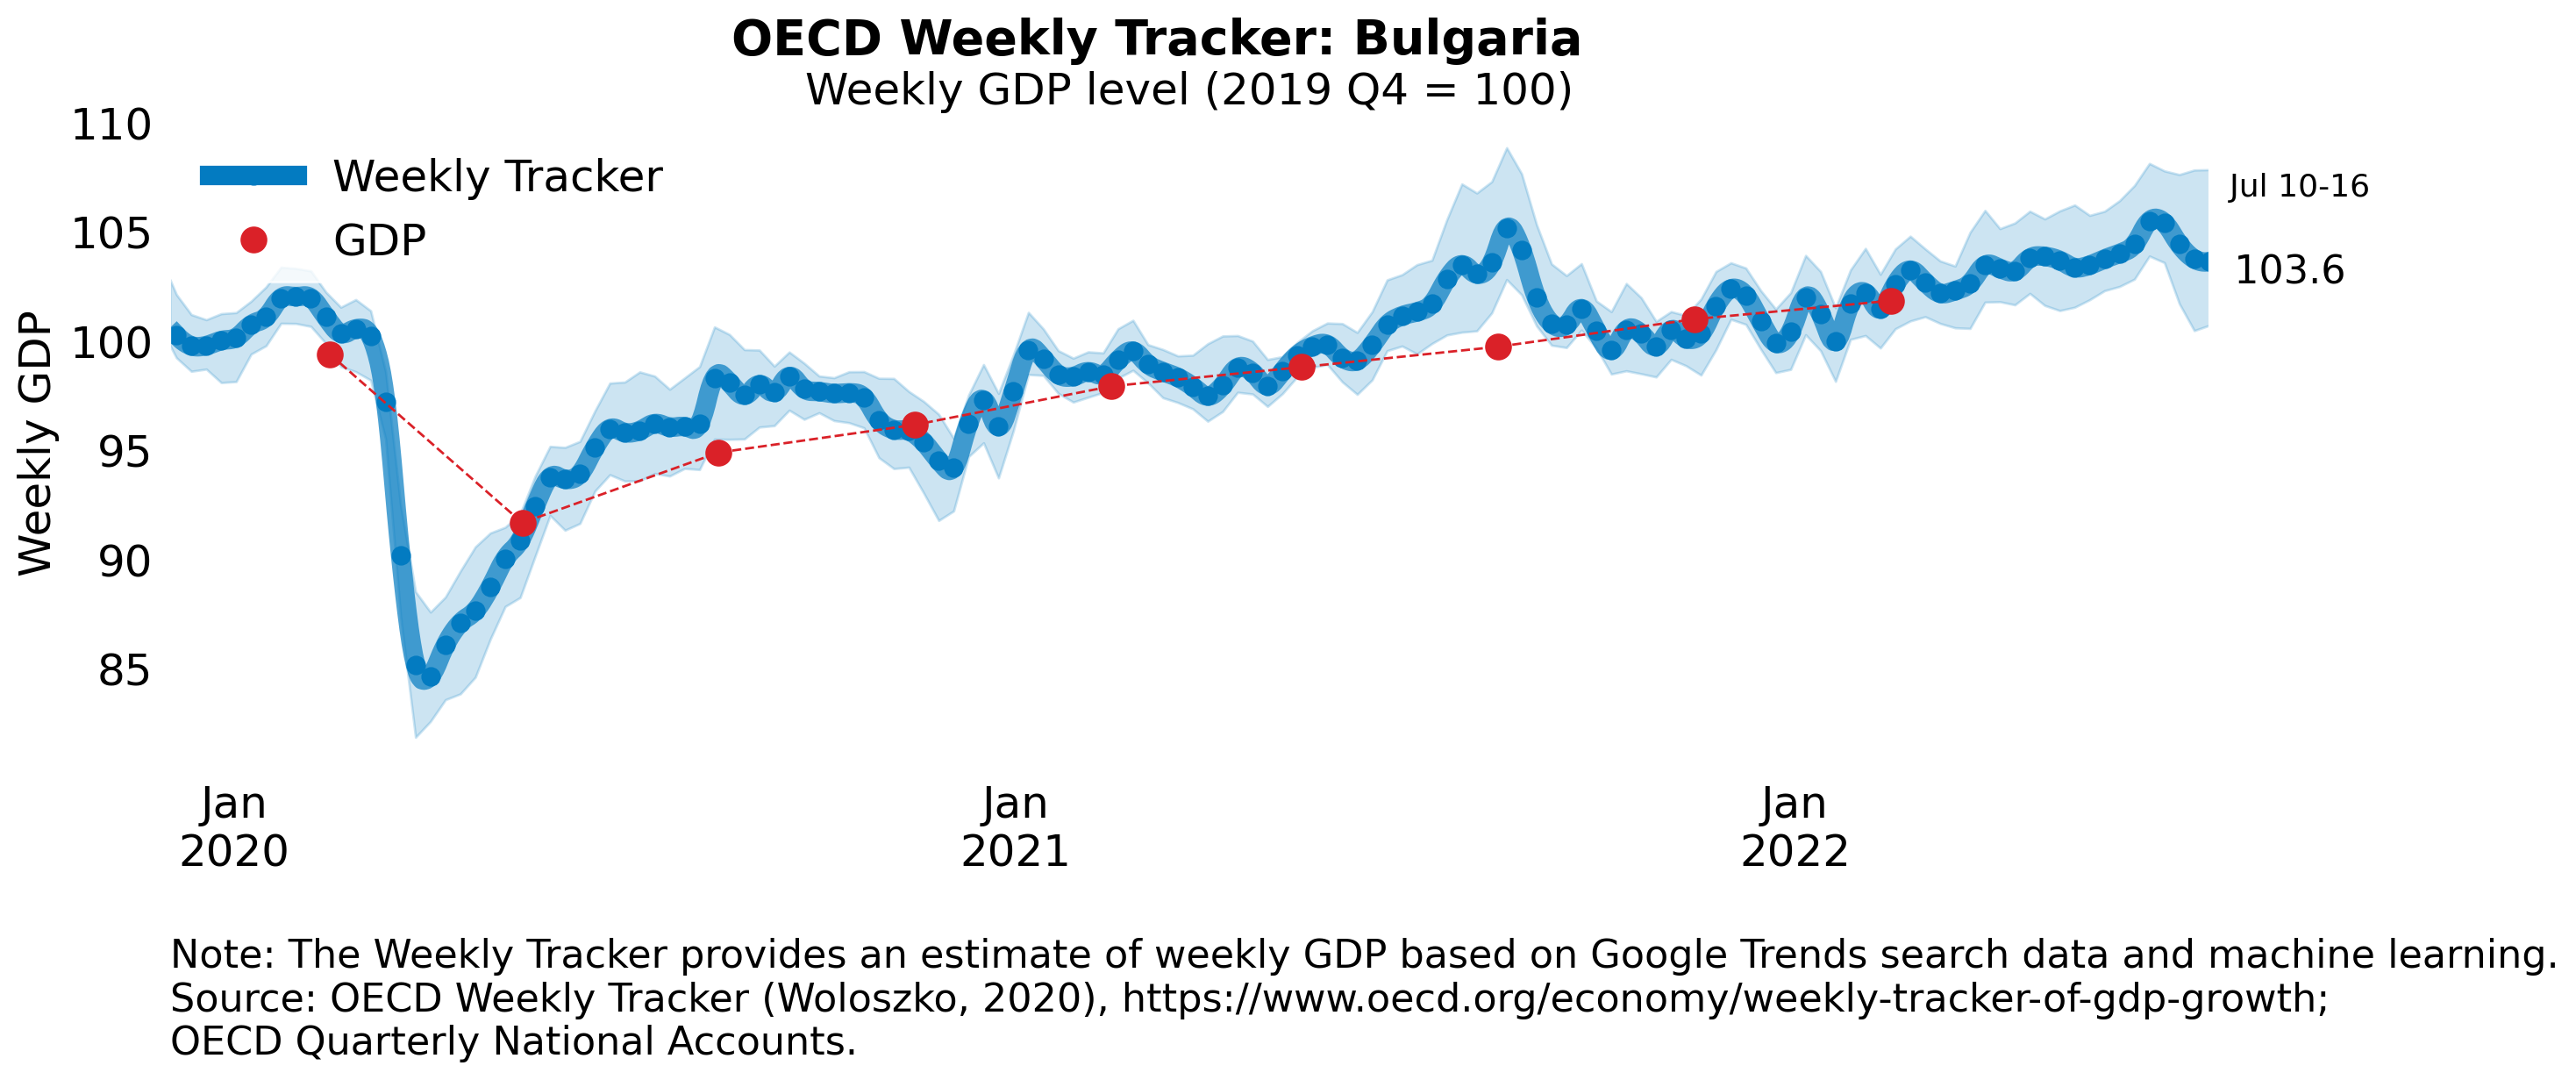 OECD Weekly Tracker: Bulgaria
Weekly GDP level (2019 Q4 = 100)
110
105
100
95
90
85
Weekly GDP
Weekly Tracker
GDP
Jul 10-16
103.6
Jan
2020
Jan
2021
Jan
2022
Note: The Weekly Tracker provides an estimate of weekly GDP based on Google Trends search data and machine learning.
Source: OECD Weekly Tracker (Woloszko, 2020), https://www.oecd.org/economy/weekly-tracker-of-gdp-growth;
OECD Quarterly National Accounts.